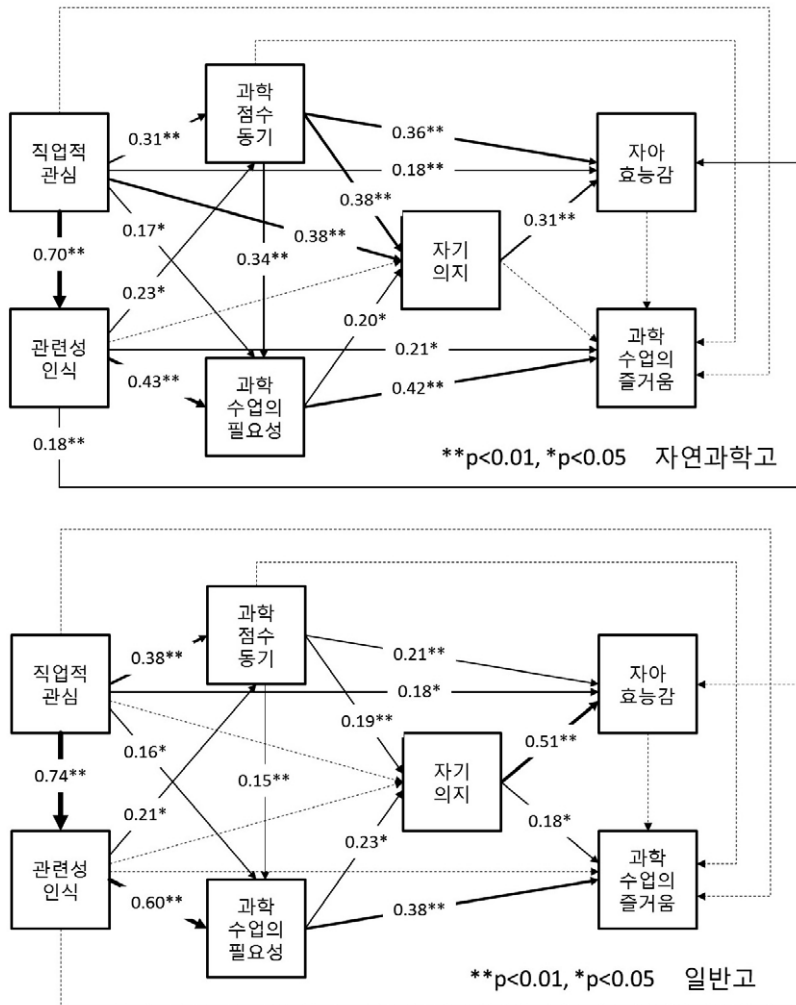 과학
점수
동기
직업적
관심
0.31**
0.36**
자아
효능감
0.18**
0.38**
0.17*
0.38**
0.70**
0.34**
0.31**
자기
의지
0.23*
0.20*
관련성
인식
0.21*
과학
수업의
즐거움
0.43**
과학
수업의
필요성
0.42**
0.18**
**p<0.01, *p<0.05 자연과학고
과학
점수
동기
직업적
관심
0.38**
0.21**
자아
효능감
0.18*
0.19**
0.16*
0.51**
0.74**
0.15**
자기
의지
0.21*
0.23*
0.18*
관련성
인식
과학
수업의
즐거움
0.60**
과학
수업의
필요성
0.38**
**p<0.01, *p<0.05 일반고